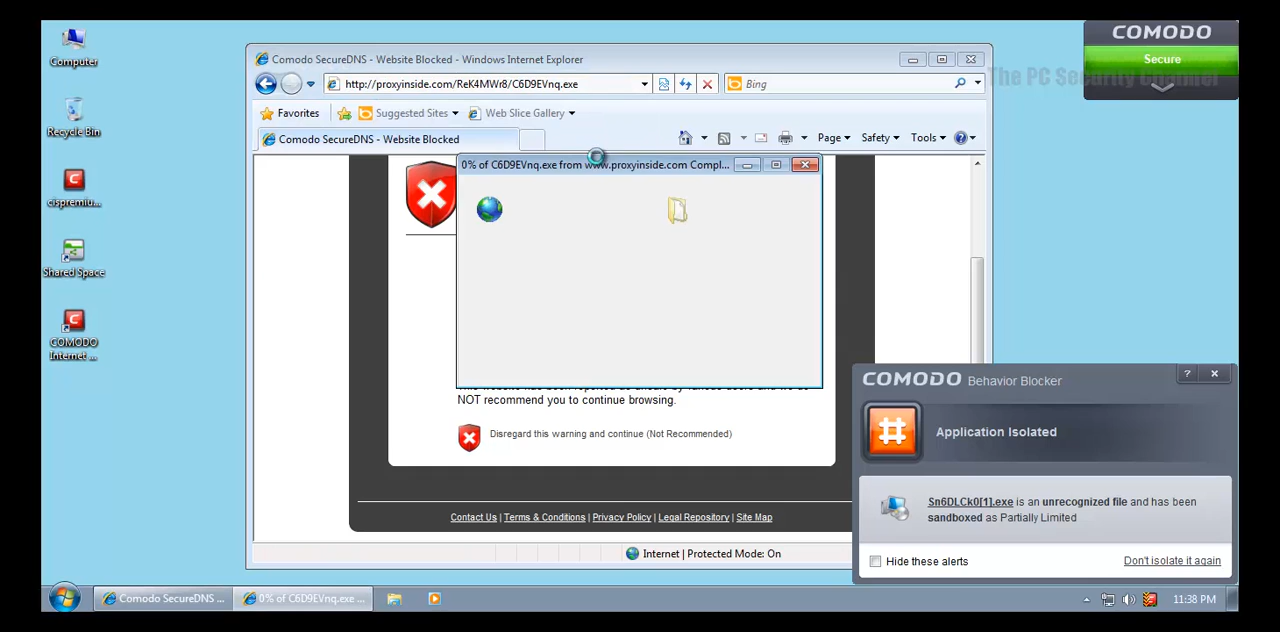 COMODO
Secure
The PC Security Channel
Computer
Recycle Bin
cispremiu...
Shared Space
COMODO
Internet ...
Comodo SecureDNS - Website Blocked - Windows Internet Explorer
http://proxyinside.com/ReK4MWr8/C6D9EVnq.exe
Bing
Favorites
Suggested Sites
Web Slice Gallery
Comodo SecureDNS - Website Blocked
Page
Safety
Tools
0% of C6D9EVnq.exe from www.proxyinside.com Compl...
NOT recommend you to continue browsing.
Disregard this warning and continue (Not Recommended)
Contact Us | Terms & Conditions | Privacy Policy | Legal Repository | Site Map
Internet | Protected Mode: On
COMODO Behavior Blocker
?
Application Isolated
Sn6DLCk0[1].exe is an unrecognized file and has been
sandboxed as Partially Limited
Hide these alerts
Don't isolate it again
Comodo SecureDNS ...
0% of C6D9EVnq.exe ...
11:38 PM